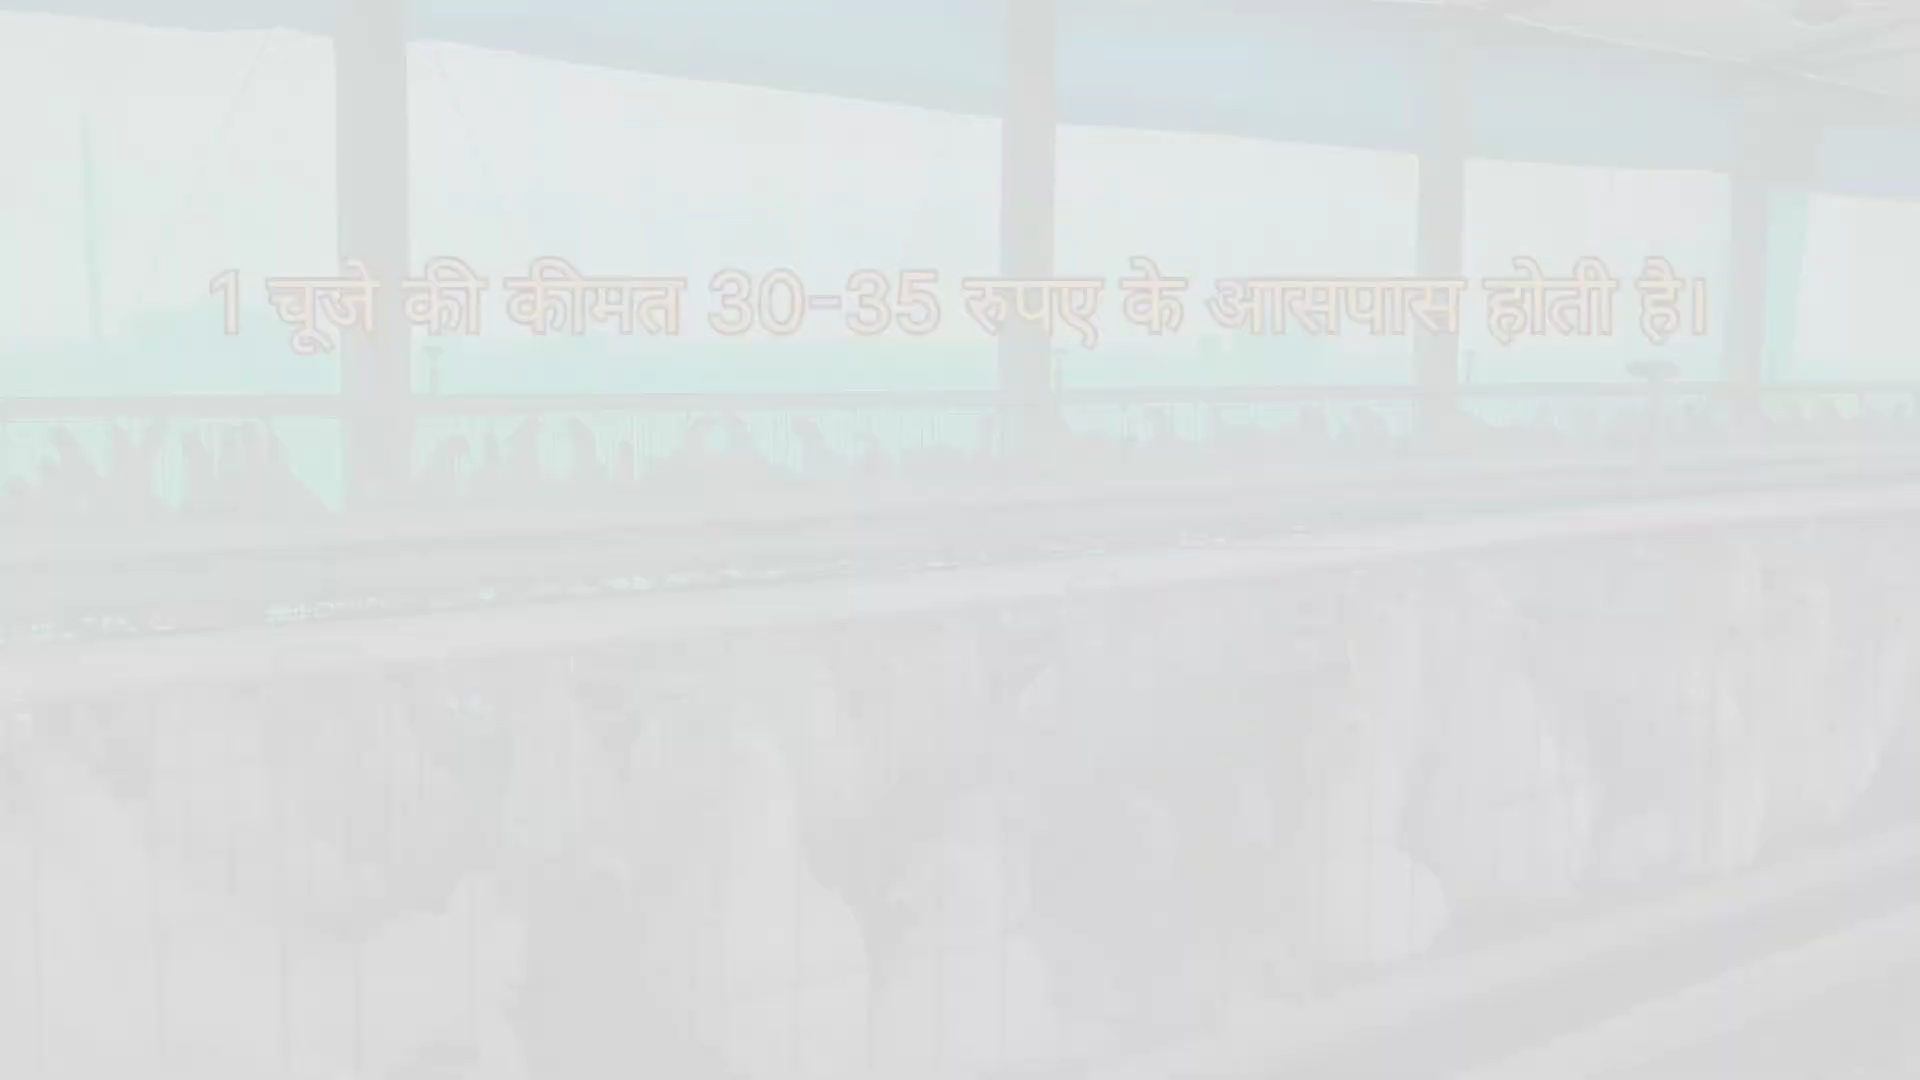 1 चूजे की कीमत 30-35 रुपए के आसपास होती है।